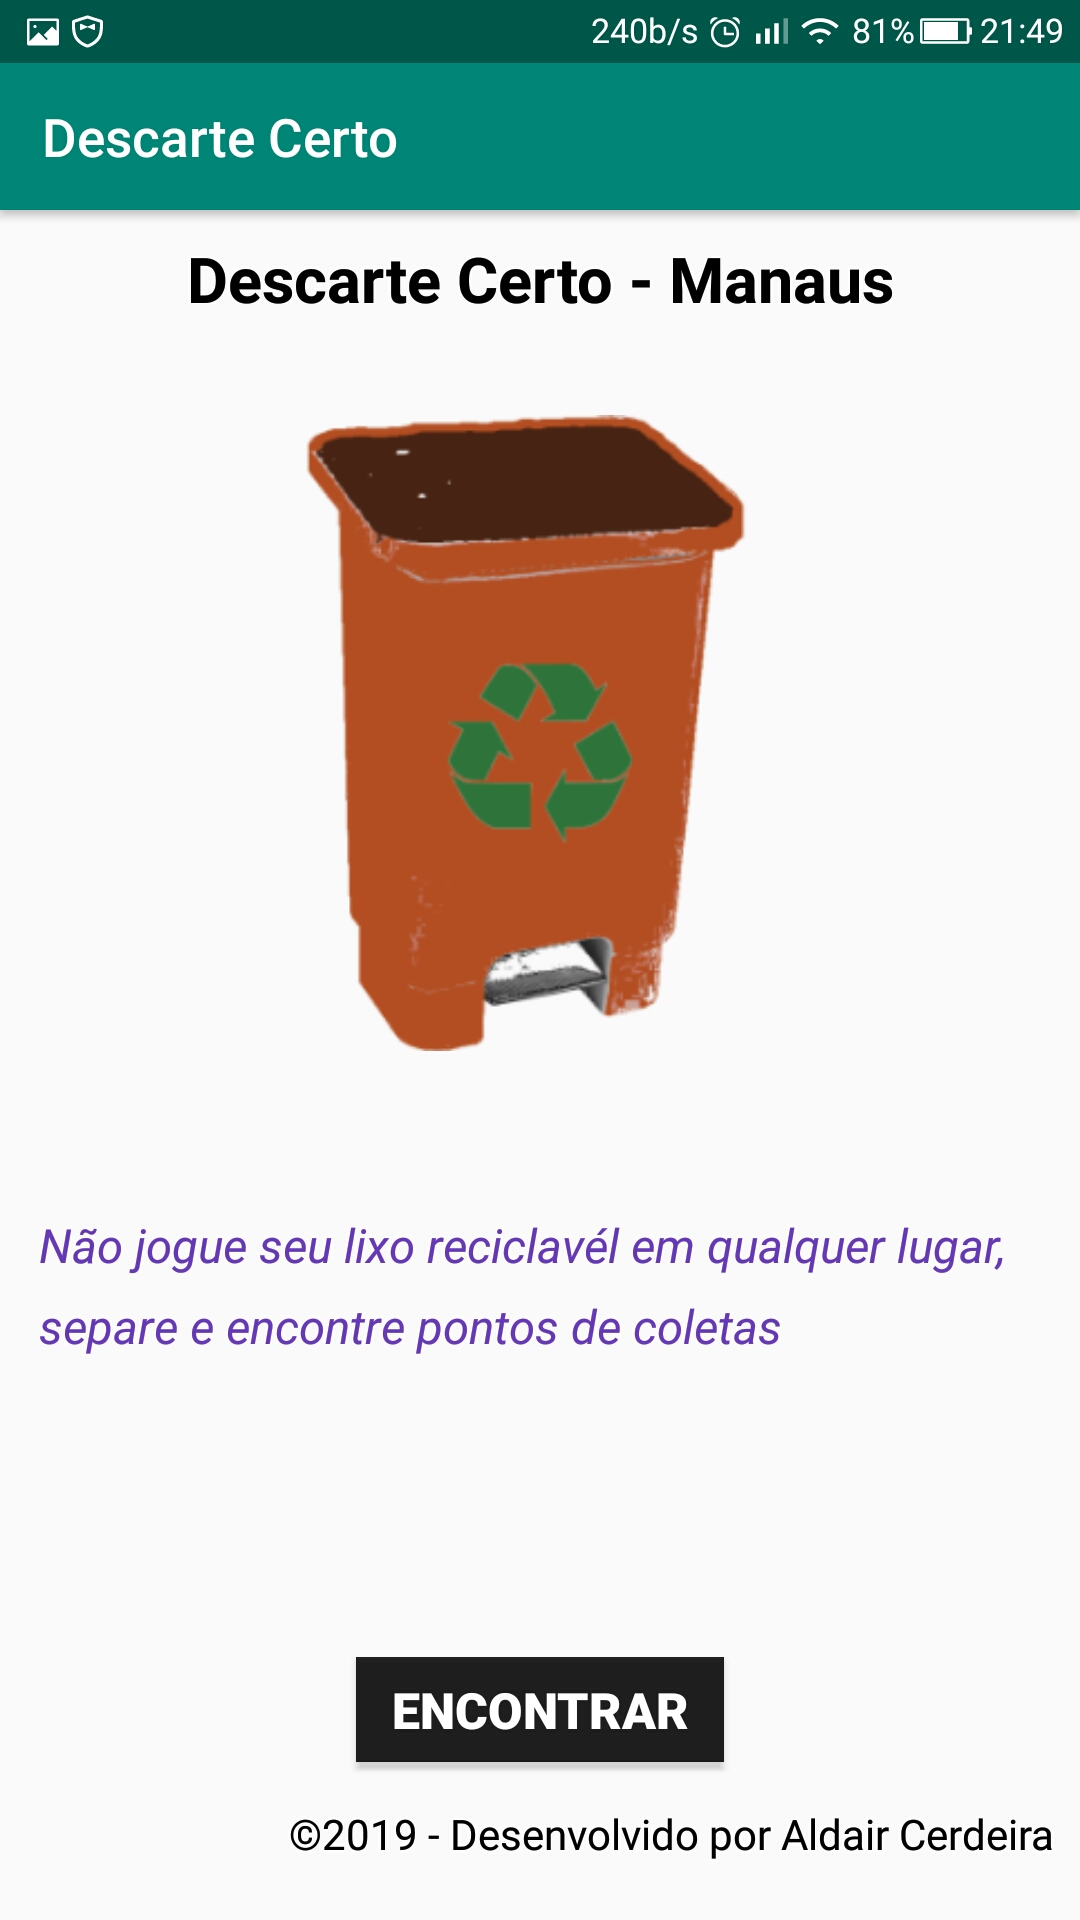 240b/s 81% 21:49
Descarte Certo
Descarte Certo - Manaus
Não jogue seu lixo reciclavél em qualquer lugar,
separe e encontre pontos de coletas
ENCONTRAR
©2019 - Desenvolvido por Aldair Cerdeira